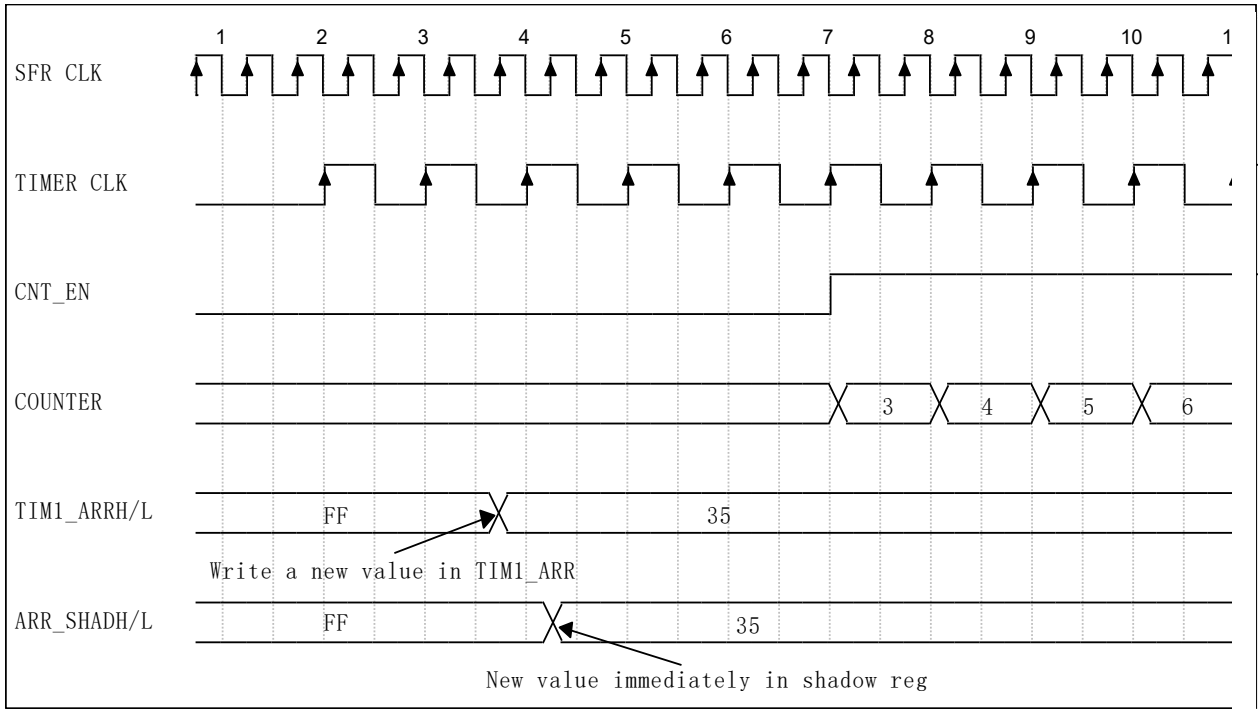 1 2 3 4 5 6 7 8 9 10 1
SFR CLK
TIMER CLK
CNT_EN
COUNTER 3 4 5 6
TIM1_ARRH/L FF 35
Write a new value in TIM1_ARR
ARR_SHADH/L FF 35
New value immediately in shadow reg